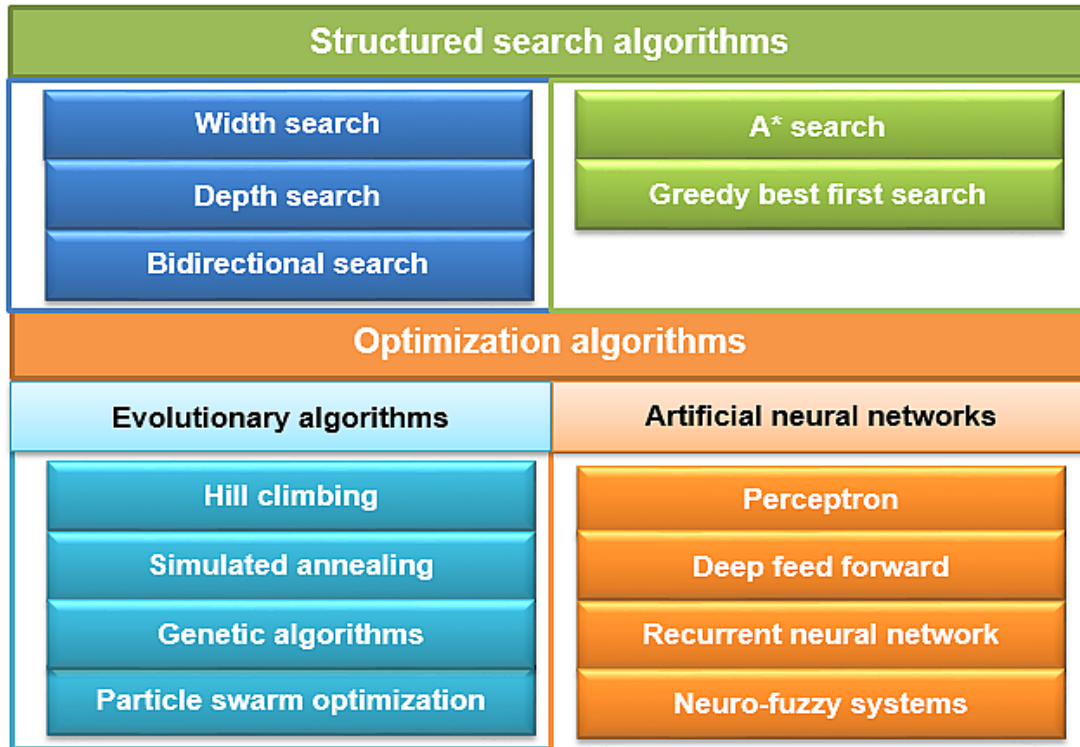 Structured search algorithms
Width search
Depth search
Bidirectional search
A* search
Greedy best first search
Optimization algorithms
Evolutionary algorithms
Hill climbing
Simulated annealing
Genetic algorithms
Particle swarm optimization
Artificial neural networks
Perceptron
Deep feed forward
Recurrent neural network
Neuro-fuzzy systems